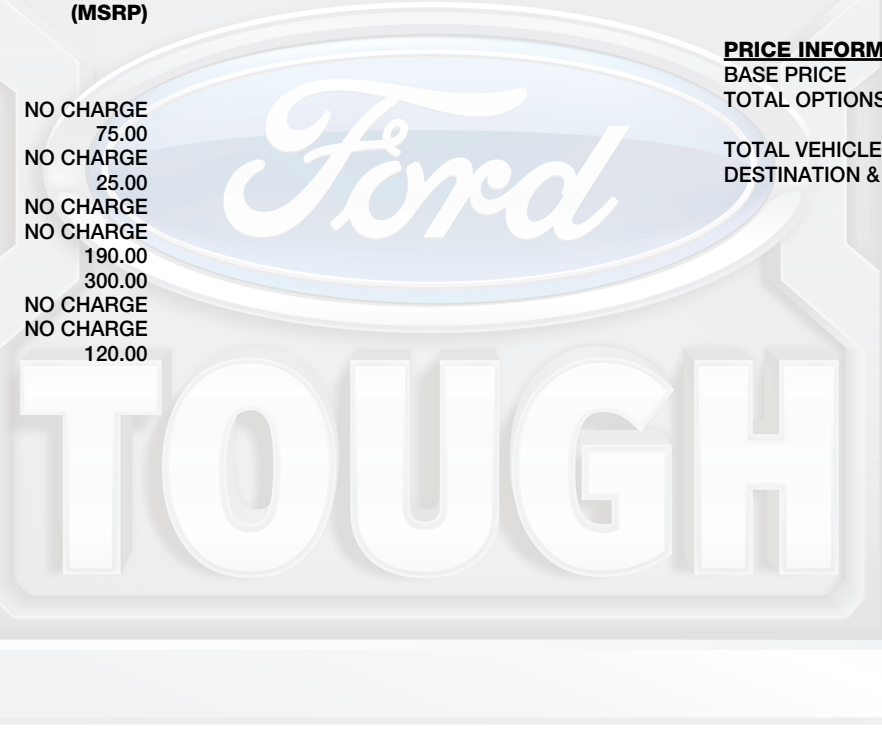 (MSRP)
NO CHARGE
75.00
NO CHARGE
25.00
NO CHARGE
NO CHARGE
190.00
300.00
NO CHARGE
NO CHARGE
120.00
PRICE INFORM
BASE PRICE
TOTAL OPTIONS
TOTAL VEHICLE
DESTINATION &
Ford
TOUGH